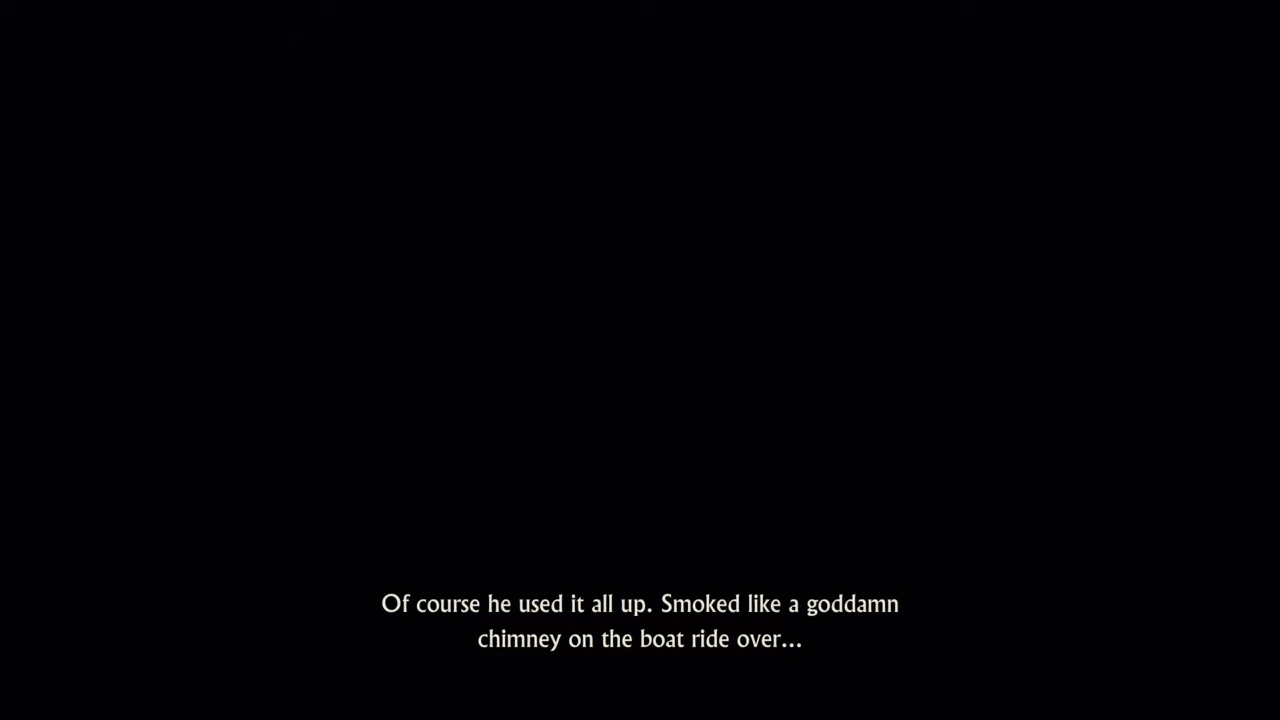 Of course he used it all up. Smoked like a goddamn
chimney on the boat ride over...